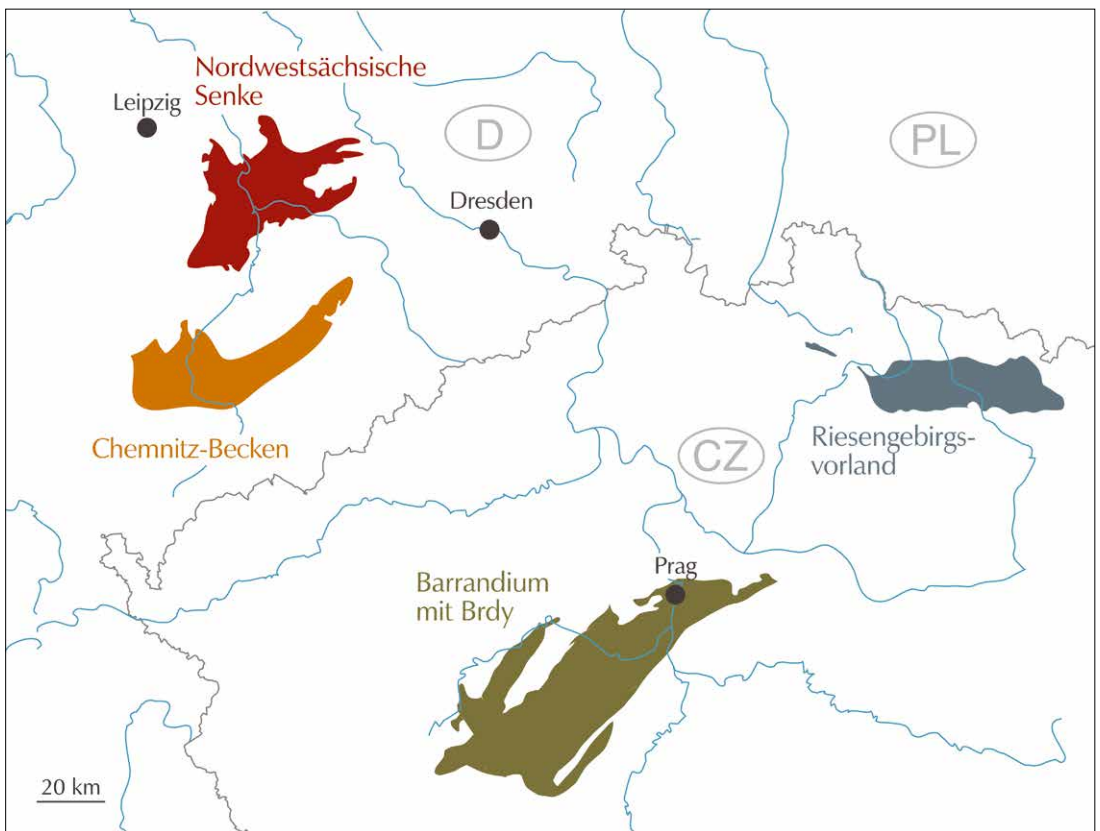 Nordwestsächsische
Senke
Leipzig
D
PL
Dresden
Chemnitz-Becken
Riesengebirgs-
vorland
CZ
Prag
Barrandium
mit Brdy
20 km